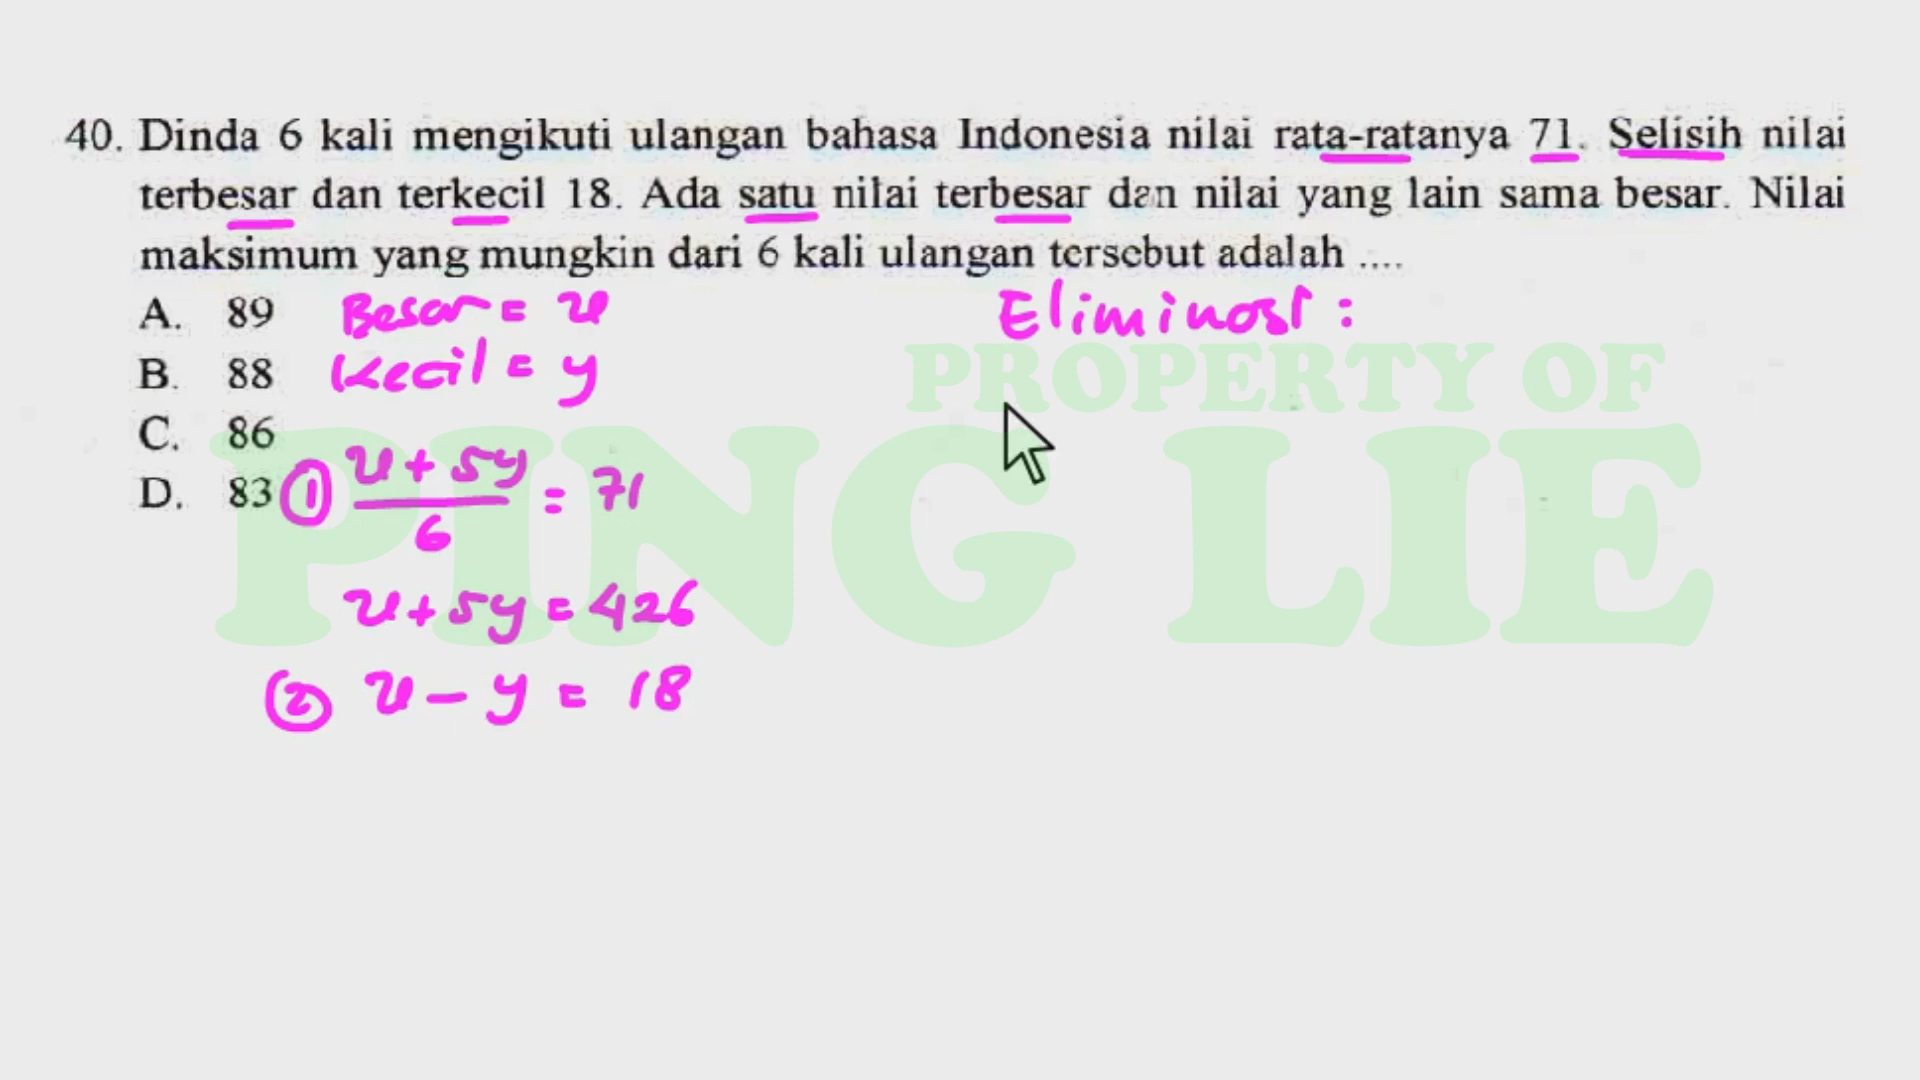 40. Dinda 6 kali mengikuti ulangan bahasa Indonesia nilai rata-ratanya 71. Selisih nilai
terbesar dan terkecil 18. Ada satu nilai terbesar dan nilai yang lain sama besar. Nilai
maksimum yang mungkin dari 6 kali ulangan tersebut adalah ....
A. 89
B. 88
C. 86
D. 83
Besar = x
Kecil = y
① x + 5y / 6 = 71
x + 5y = 426
② x - y = 18
Eliminasi :
PROPERTY OF
PING LIE